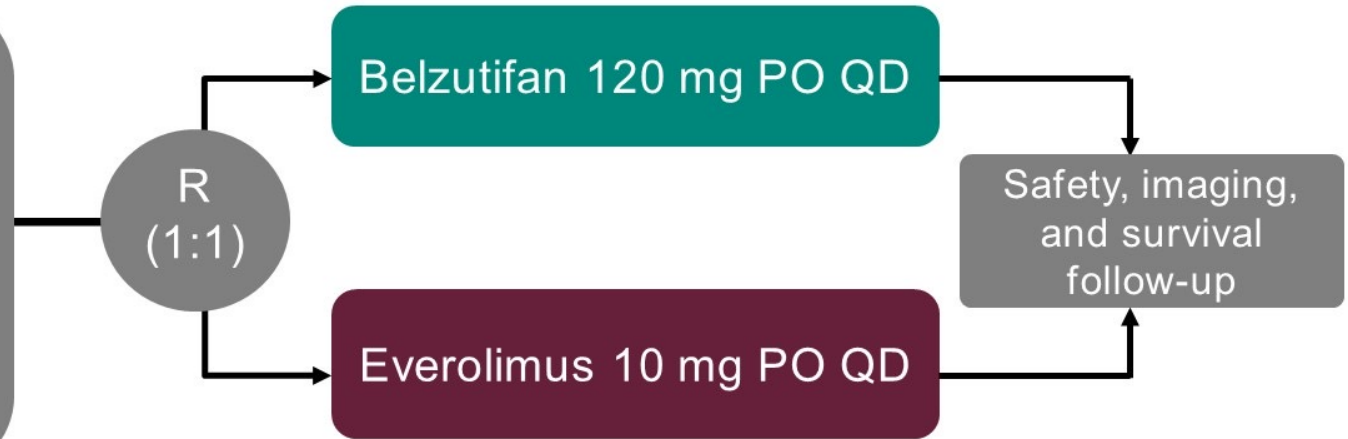 Belzutifan 120 mg PO QD
R
(1:1)
Safety, imaging,
and survival
follow-up
Everolimus 10 mg PO QD